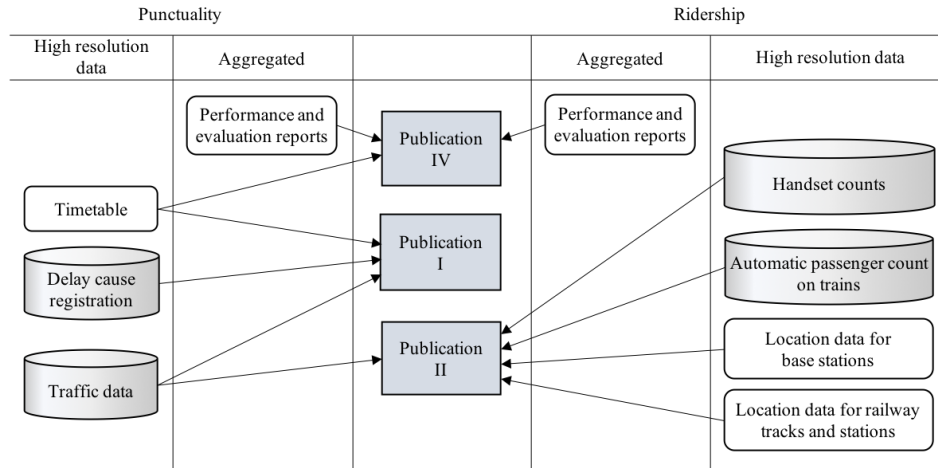 Punctuality
Ridership
High resolution
data
Aggregated
Aggregated
High resolution data
Performance and
evaluation reports
Publication
IV
Performance and
evaluation reports
Handset counts
Timetable
Publication
I
Delay cause
registration
Automatic passenger count
on trains
Publication
II
Location data for
base stations
Traffic data
Location data for railway
tracks and stations